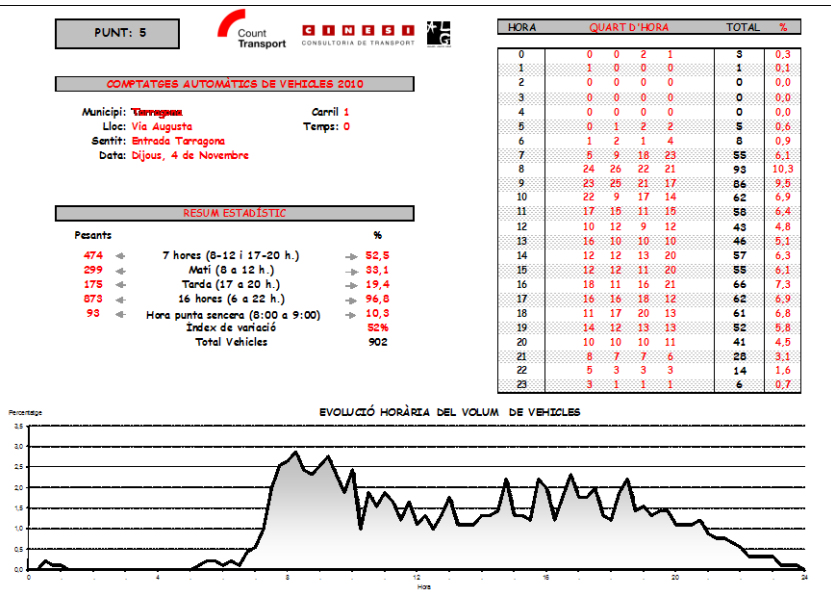 PUNT: 5
Count
Transport
CINESI
CONSULTORIA DE TRANSPORT
COMPTATGES AUTOMÀTICS DE VEHICLES 2010
Municipi: Tarragona Carril 1
Lloc: Via Augusta Temps: 0
Sentit: Entrada Tarragona
Data: Dijous, 4 de Novembre
RESUM ESTADÍSTIC
Pesants %
474 7 hores (8-12 i 17-20 h.) 52,5
299 Matí (8 a 12 h.) 33,1
175 Tarda (17 a 20 h.) 19,4
873 16 hores (6 a 22 h.) 96,8
93 Hora punta sencera (8:00 a 9:00) 10,3
Índex de variació 52%
Total Vehicles 902
HORA QUART D'HORA TOTAL %
0 0 0 2 1 3 0,3
1 1 0 0 0 1 0,1
2 0 0 0 0 0 0,0
3 0 0 0 0 0 0,0
4 0 0 0 0 0 0,0
5 0 1 2 2 5 0,6
6 1 2 1 4 8 0,9
7 5 9 18 23 55 6,1
8 24 26 22 21 93 10,3
9 23 25 21 17 86 9,5
10 22 9 17 14 62 6,9
11 17 15 11 15 58 6,4
12 10 12 9 12 43 4,8
13 16 10 10 10 46 5,1
14 12 12 13 20 57 6,3
15 12 12 11 20 55 6,1
16 18 11 16 21 66 7,3
17 16 16 18 12 62 6,9
18 11 17 20 13 61 6,8
19 14 12 13 13 52 5,8
20 10 10 10 11 41 4,5
21 8 7 7 6 28 3,1
22 5 3 3 3 14 1,6
23 3 1 1 1 6 0,7
EVOLUCIÓ HORÀRIA DEL VOLUM DE VEHICLES
Percentatge
3,5
3,0
2,5
2,0
1,5
1,0
0,5
0,0
0 4 8 12 16 20 24
Hora